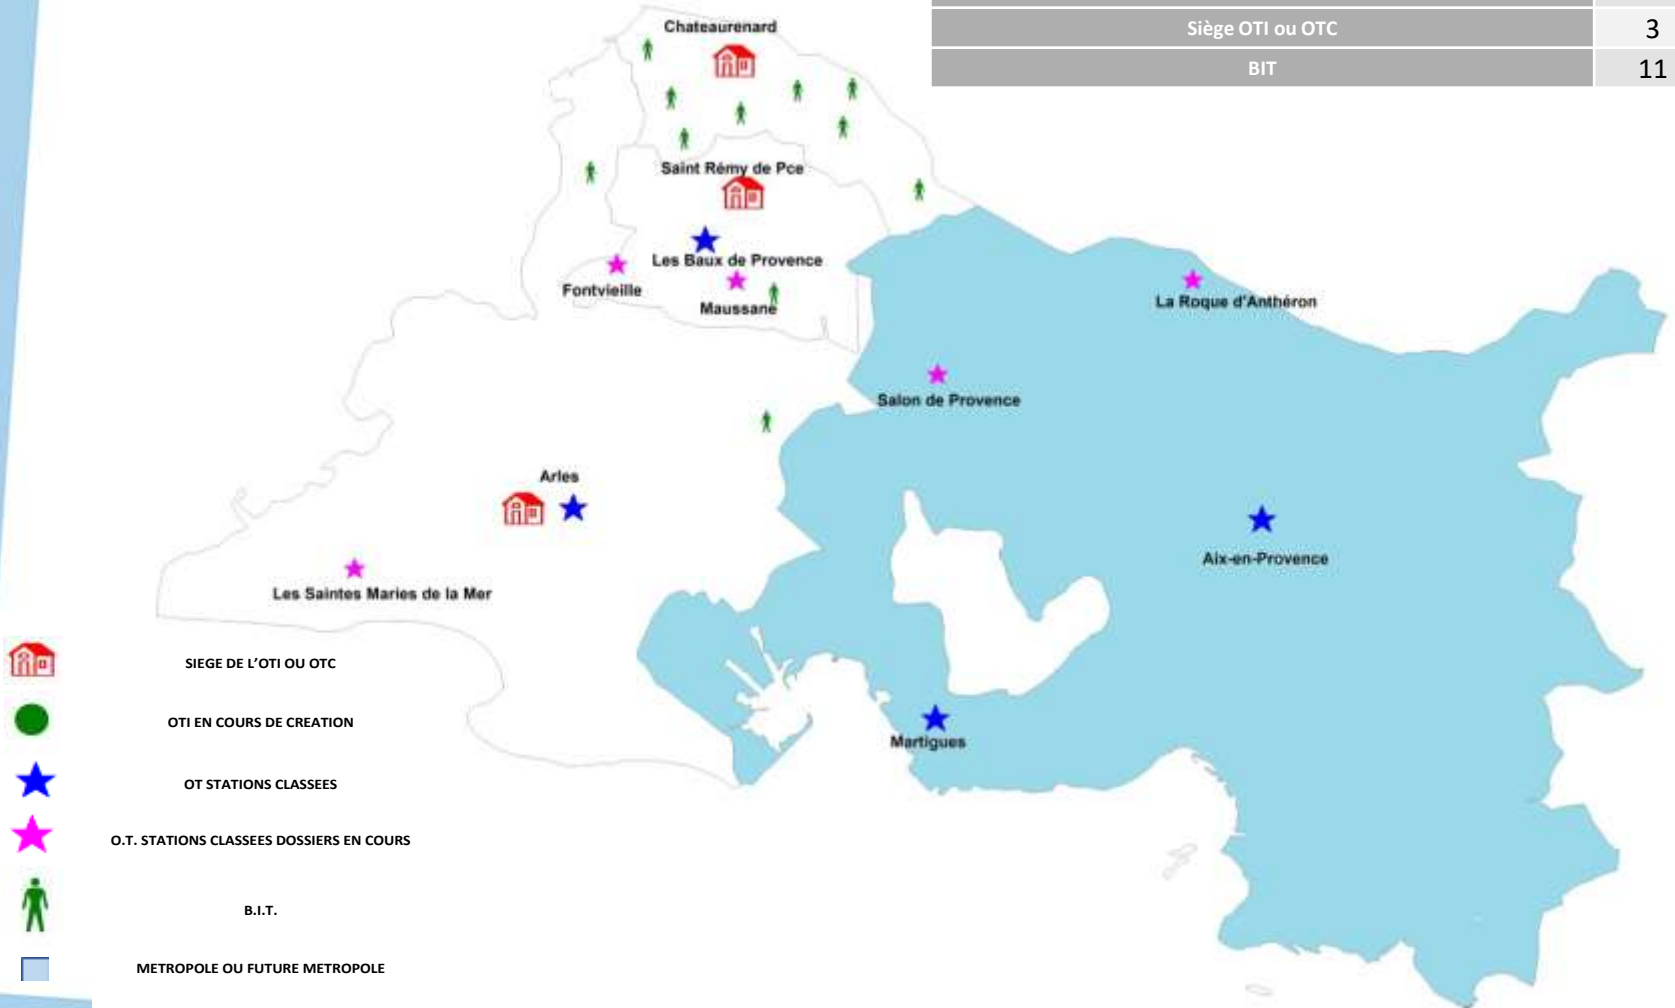 Siège OTI ou OTC 3
BIT 11
Chateaurenard
Saint Rémy de Pce
Les Baux de Provence
Fontvieille
Maussane
La Roque d'Anthéron
Salon de Provence
Arles
Aix-en-Provence
Les Saintes Maries de la Mer
Martigues
SIEGE DE L'OTI OU OTC
OTI EN COURS DE CREATION
OT STATIONS CLASSEES
O.T. STATIONS CLASSEES DOSSIERS EN COURS
B.I.T.
METROPOLE OU FUTURE METROPOLE